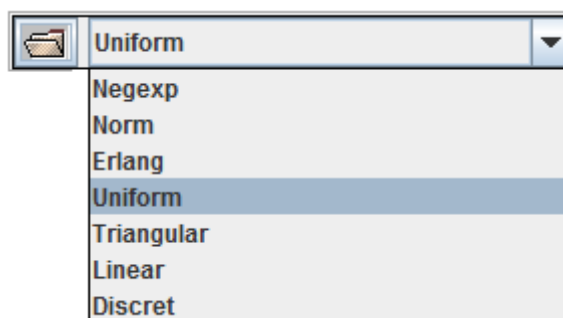 Uniform
Negexp
Norm
Erlang
Uniform
Triangular
Linear
Discret